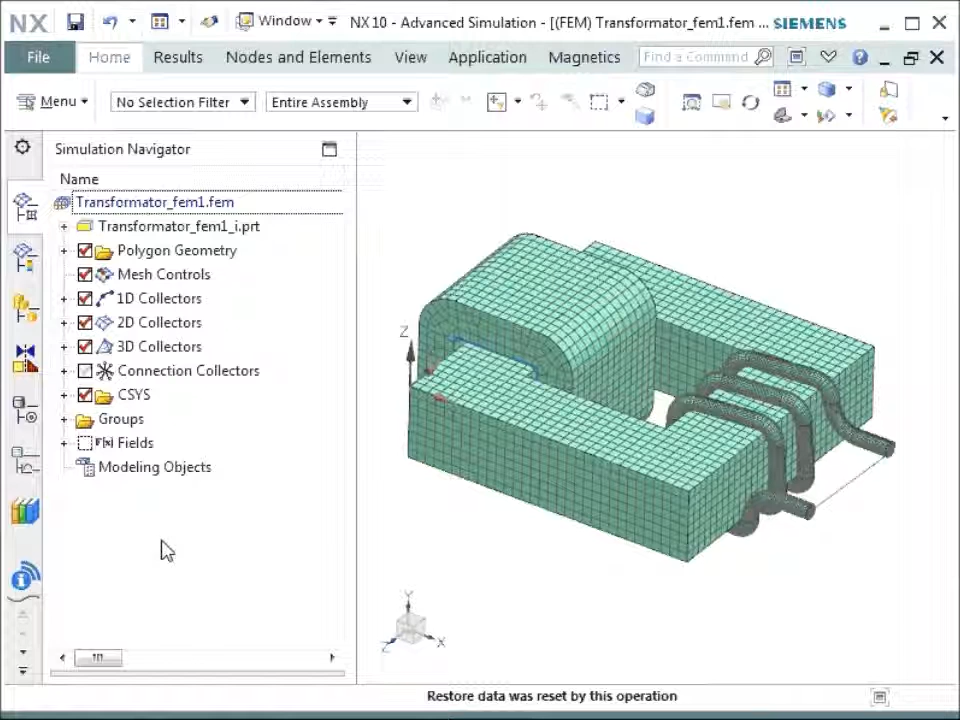 NX Window NX 10 - Advanced Simulation - [(FEM) Transformator_fem1.fem ... SIEMENS
File Home Results Nodes and Elements View Application Magnetics Find a Command
Menu No Selection Filter Entire Assembly
Simulation Navigator
Name
Transformator_fem1.fem
Transformator_fem1_i.prt
Polygon Geometry
Mesh Controls
1D Collectors
2D Collectors
3D Collectors
Connection Collectors
CSYS
Groups
F(x) Fields
Modeling Objects
Z
Y
Z X
Restore data was reset by this operation